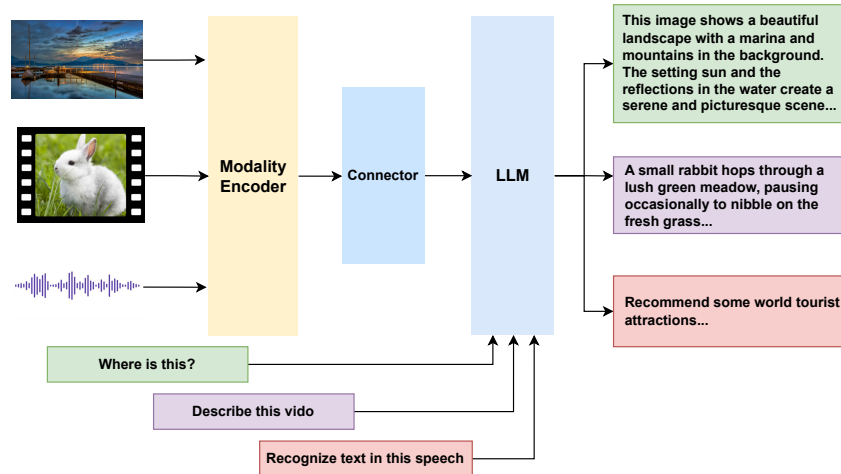 This image shows a beautiful
landscape with a marina and
mountains in the background.
The setting sun and the
reflections in the water create a
serene and picturesque scene...
Modality
Encoder
Connector
LLM
A small rabbit hops through a
lush green meadow, pausing
occasionally to nibble on the
fresh grass...
Recommend some world tourist
attractions...
Where is this?
Describe this vido
Recognize text in this speech